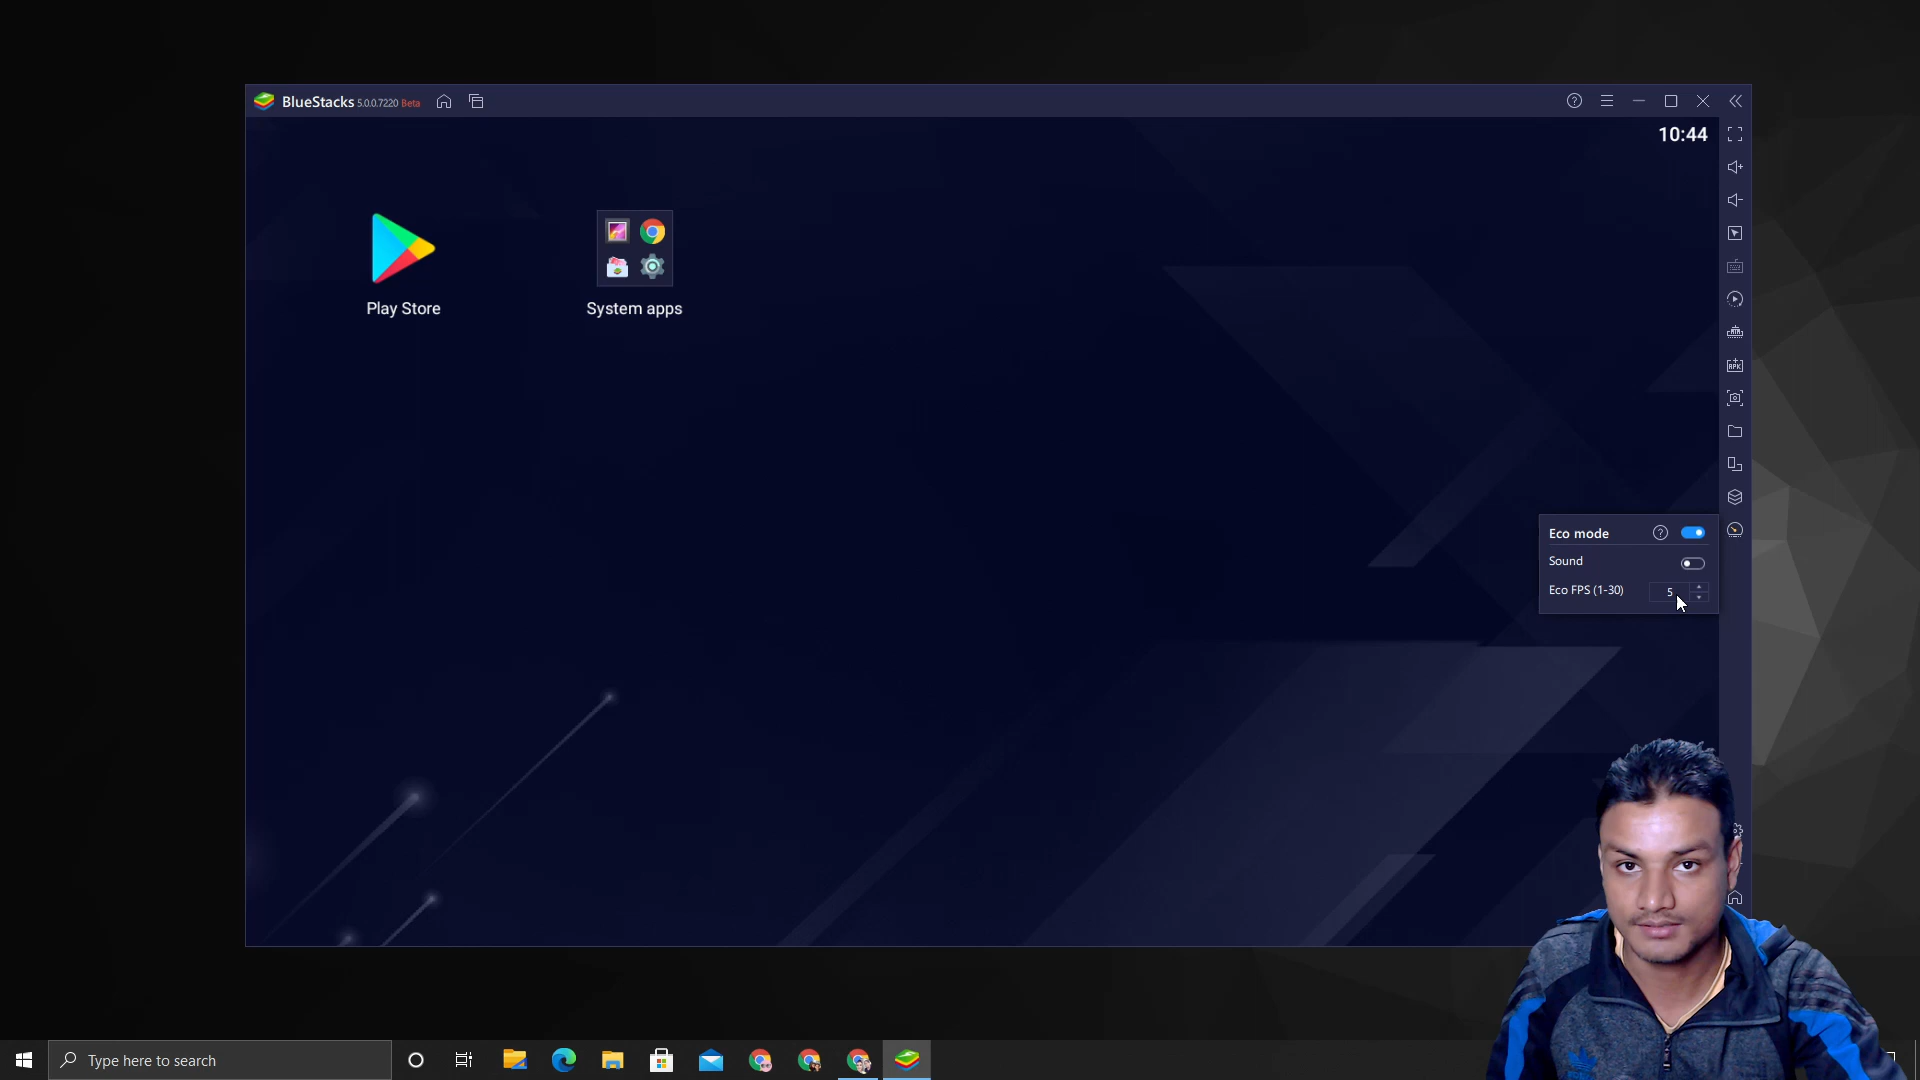 BlueStacks 5.0.0.7220 Beta
10:44
Play Store
System apps
RPK
Eco mode
Sound
Eco FPS (1-30) 5
Type here to search